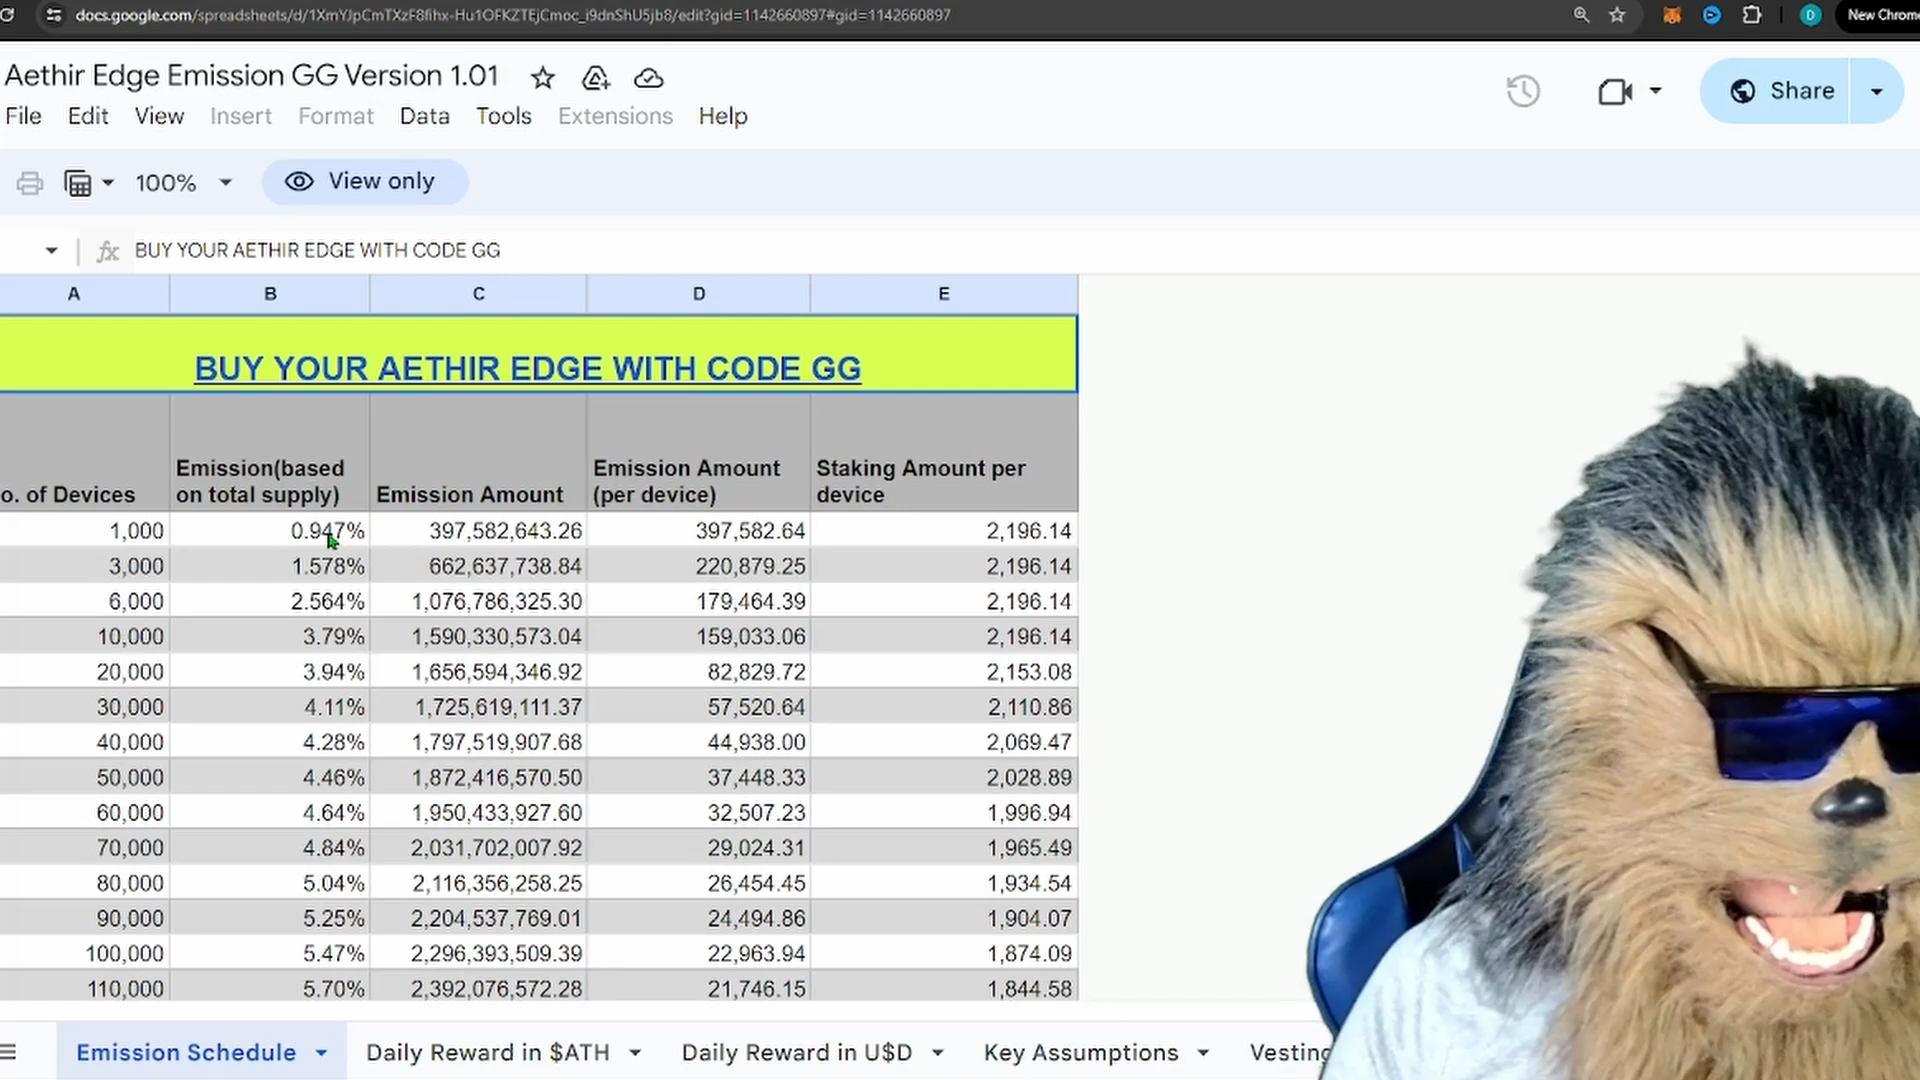 docs.google.com/spreadsheets/d/1XmYJpCmTXzF8fihx-Hu1OFKZTEjCmoc_i9dnShU5jb8/edit?gid=1142660897#gid=1142660897
D
New Chrome
Aethir Edge Emission GG Version 1.01
File Edit View Insert Format Data Tools Extensions Help
Share
100%
View only
fx BUY YOUR AETHIR EDGE WITH CODE GG
A B C D E
BUY YOUR AETHIR EDGE WITH CODE GG
o. of Devices Emission(based on total supply) Emission Amount Emission Amount (per device) Staking Amount per device
1,000 0.947% 397,582,643.26 397,582.64 2,196.14
3,000 1.578% 662,637,738.84 220,879.25 2,196.14
6,000 2.564% 1,076,786,325.30 179,464.39 2,196.14
10,000 3.79% 1,590,330,573.04 159,033.06 2,196.14
20,000 3.94% 1,656,594,346.92 82,829.72 2,153.08
30,000 4.11% 1,725,619,111.37 57,520.64 2,110.86
40,000 4.28% 1,797,519,907.68 44,938.00 2,069.47
50,000 4.46% 1,872,416,570.50 37,448.33 2,028.89
60,000 4.64% 1,950,433,927.60 32,507.23 1,996.94
70,000 4.84% 2,031,702,007.92 29,024.31 1,965.49
80,000 5.04% 2,116,356,258.25 26,454.45 1,934.54
90,000 5.25% 2,204,537,769.01 24,494.86 1,904.07
100,000 5.47% 2,296,393,509.39 22,963.94 1,874.09
110,000 5.70% 2,392,076,572.28 21,746.15 1,844.58
Emission Schedule Daily Reward in $ATH Daily Reward in U$D Key Assumptions Vesting